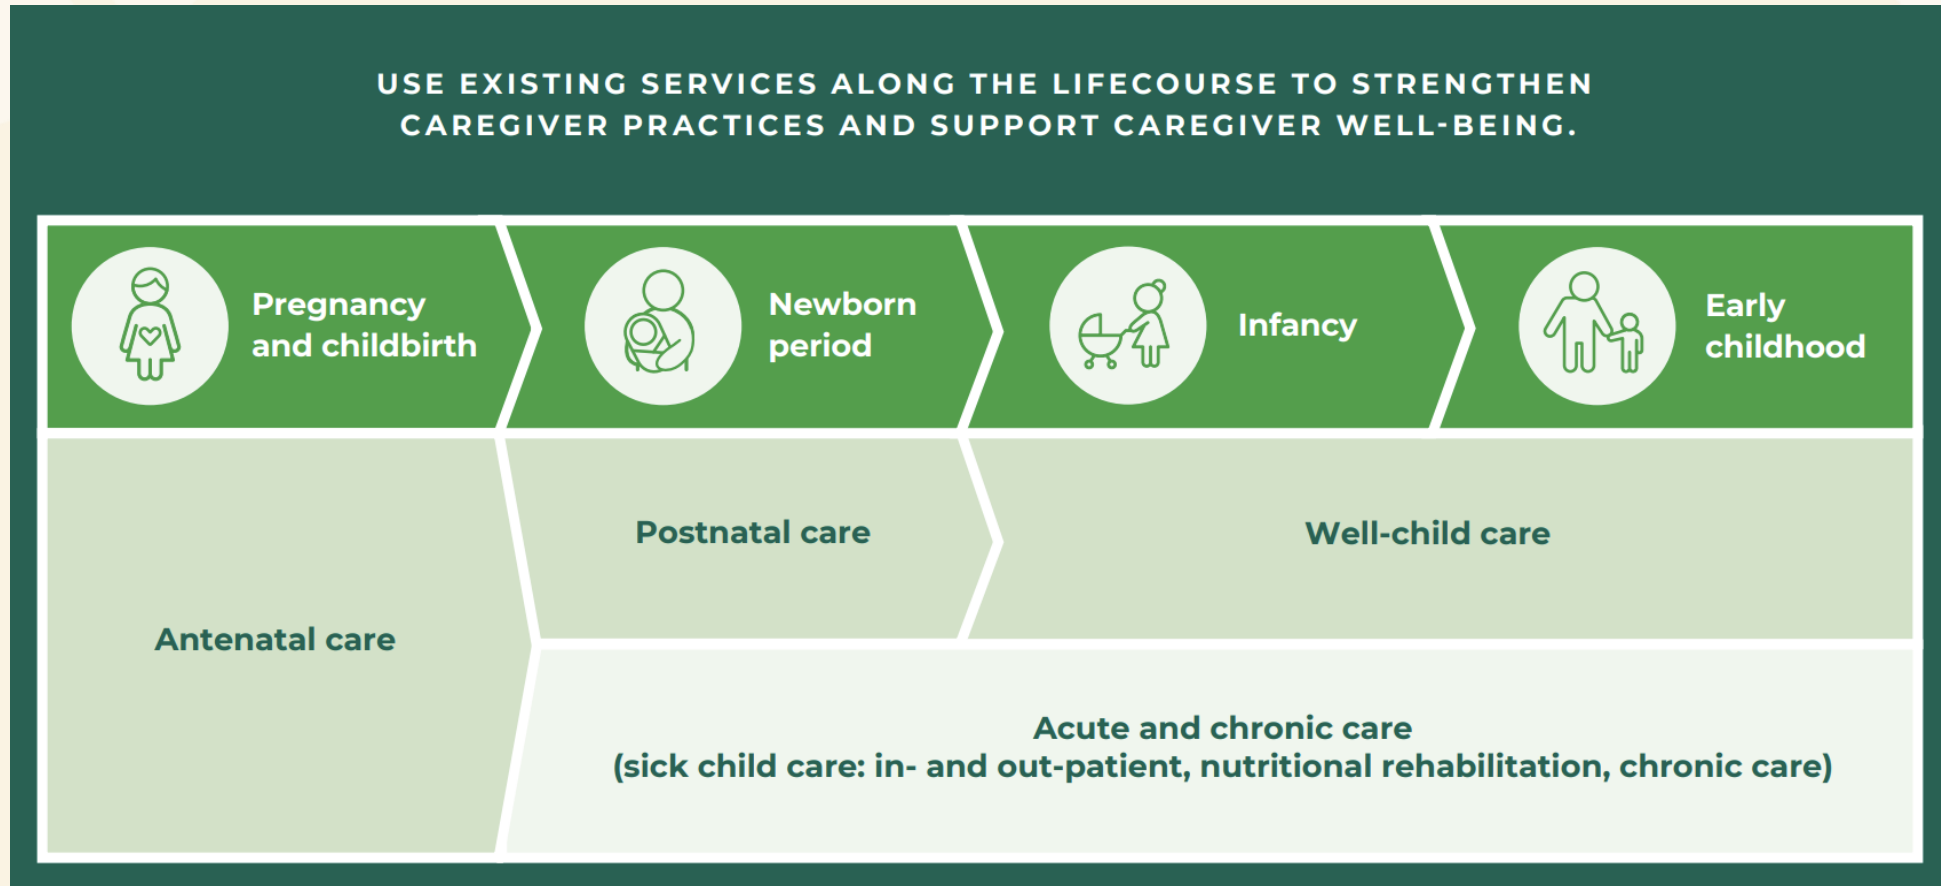 USE EXISTING SERVICES ALONG THE LIFECOURSE TO STRENGTHEN
CAREGIVER PRACTICES AND SUPPORT CAREGIVER WELL-BEING.
Pregnancy
and childbirth
Newborn
period
Infancy
Early
childhood
Antenatal care
Postnatal care
Well-child care
Acute and chronic care
(sick child care: in- and out-patient, nutritional rehabilitation, chronic care)